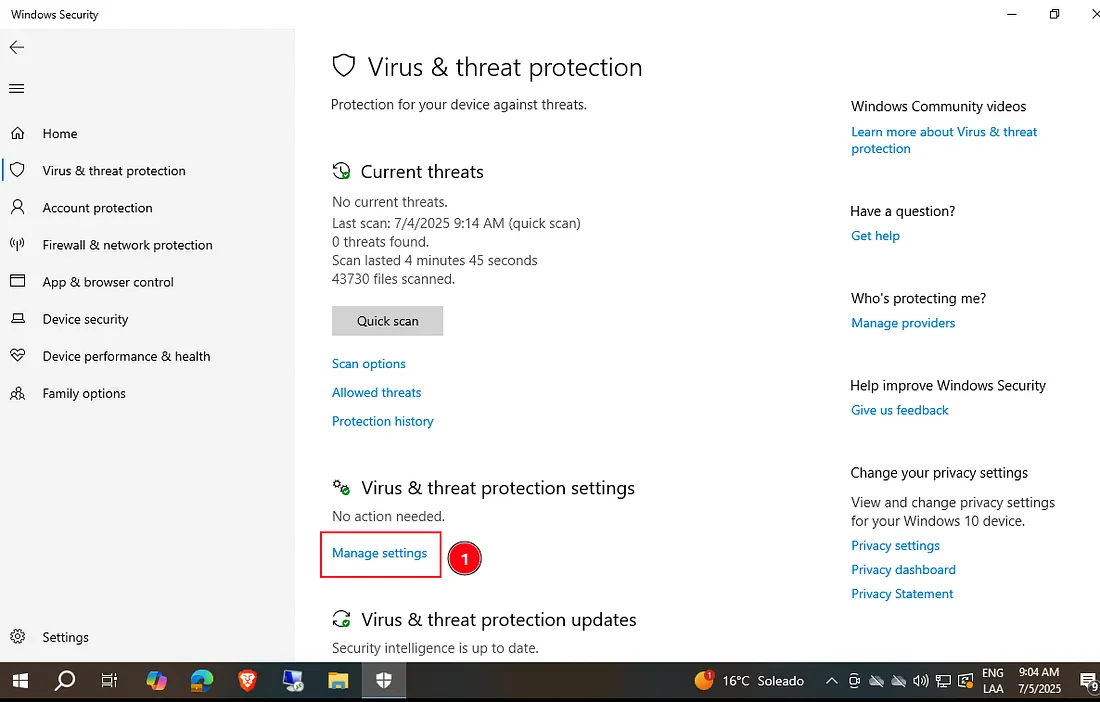 Windows Security
Home
Virus & threat protection
Account protection
Firewall & network protection
App & browser control
Device security
Device performance & health
Family options
Settings
Virus & threat protection
Protection for your device against threats.
Current threats
No current threats.
Last scan: 7/4/2025 9:14 AM (quick scan)
0 threats found.
Scan lasted 4 minutes 45 seconds
43730 files scanned.
Quick scan
Scan options
Allowed threats
Protection history
Virus & threat protection settings
No action needed.
Manage settings
1
Virus & threat protection updates
Security intelligence is up to date.
Windows Community videos
Learn more about Virus & threat
protection
Have a question?
Get help
Who's protecting me?
Manage providers
Help improve Windows Security
Give us feedback
Change your privacy settings
View and change privacy settings
for your Windows 10 device.
Privacy settings
Privacy dashboard
Privacy Statement
1
16°C Soleado
ENG
LAA
9:04 AM
7/5/2025
9